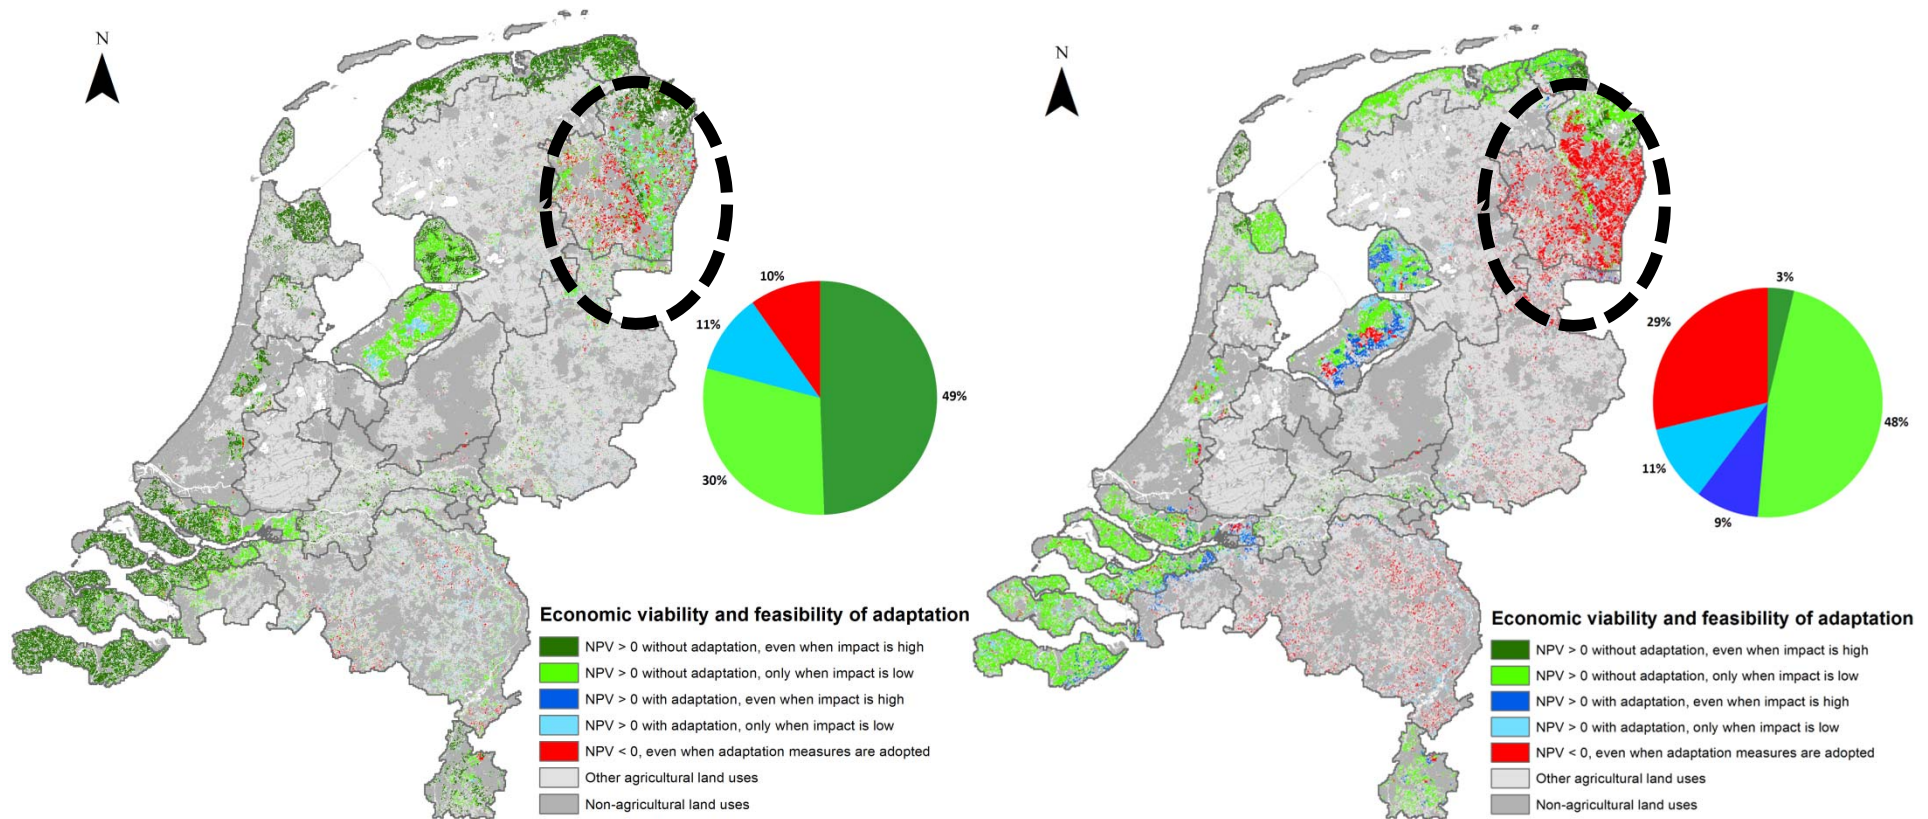 N
10%
11%
49%
30%
Economic viability and feasibility of adaptation
NPV > 0 without adaptation, even when impact is high
NPV > 0 without adaptation, only when impact is low
NPV > 0 with adaptation, even when impact is high
NPV > 0 with adaptation, only when impact is low
NPV < 0, even when adaptation measures are adopted
Other agricultural land uses
Non-agricultural land uses
N
3%
29%
48%
11%
9%
Economic viability and feasibility of adaptation
NPV > 0 without adaptation, even when impact is high
NPV > 0 without adaptation, only when impact is low
NPV > 0 with adaptation, even when impact is high
NPV > 0 with adaptation, only when impact is low
NPV < 0, even when adaptation measures are adopted
Other agricultural land uses
Non-agricultural land uses